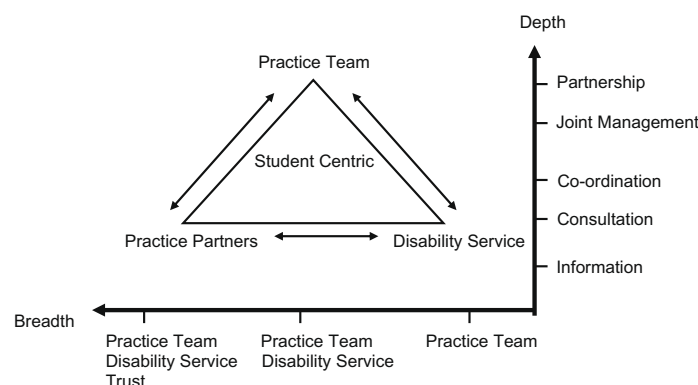 Depth
Practice Team
Partnership
Joint Management
Student Centric
Co-ordination
Consultation
Practice Partners
Disability Service
Information
Breadth
Practice Team
Disability Service
Trust
Practice Team
Disability Service
Practice Team